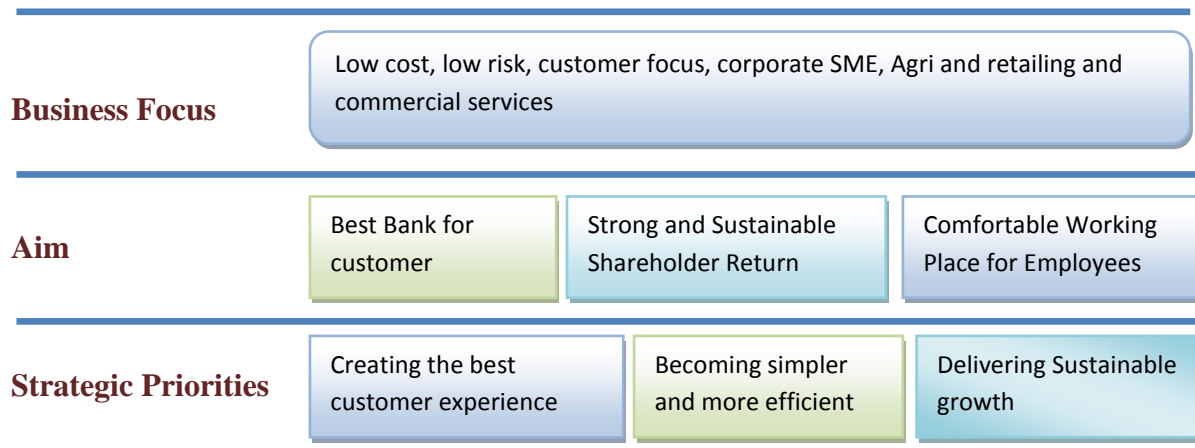 Business Focus
Low cost, low risk, customer focus, corporate SME, Agri and retailing and
commercial services
Aim
Best Bank for
customer
Strong and Sustainable
Shareholder Return
Comfortable Working
Place for Employees
Strategic Priorities
Creating the best
customer experience
Becoming simpler
and more efficient
Delivering Sustainable
growth